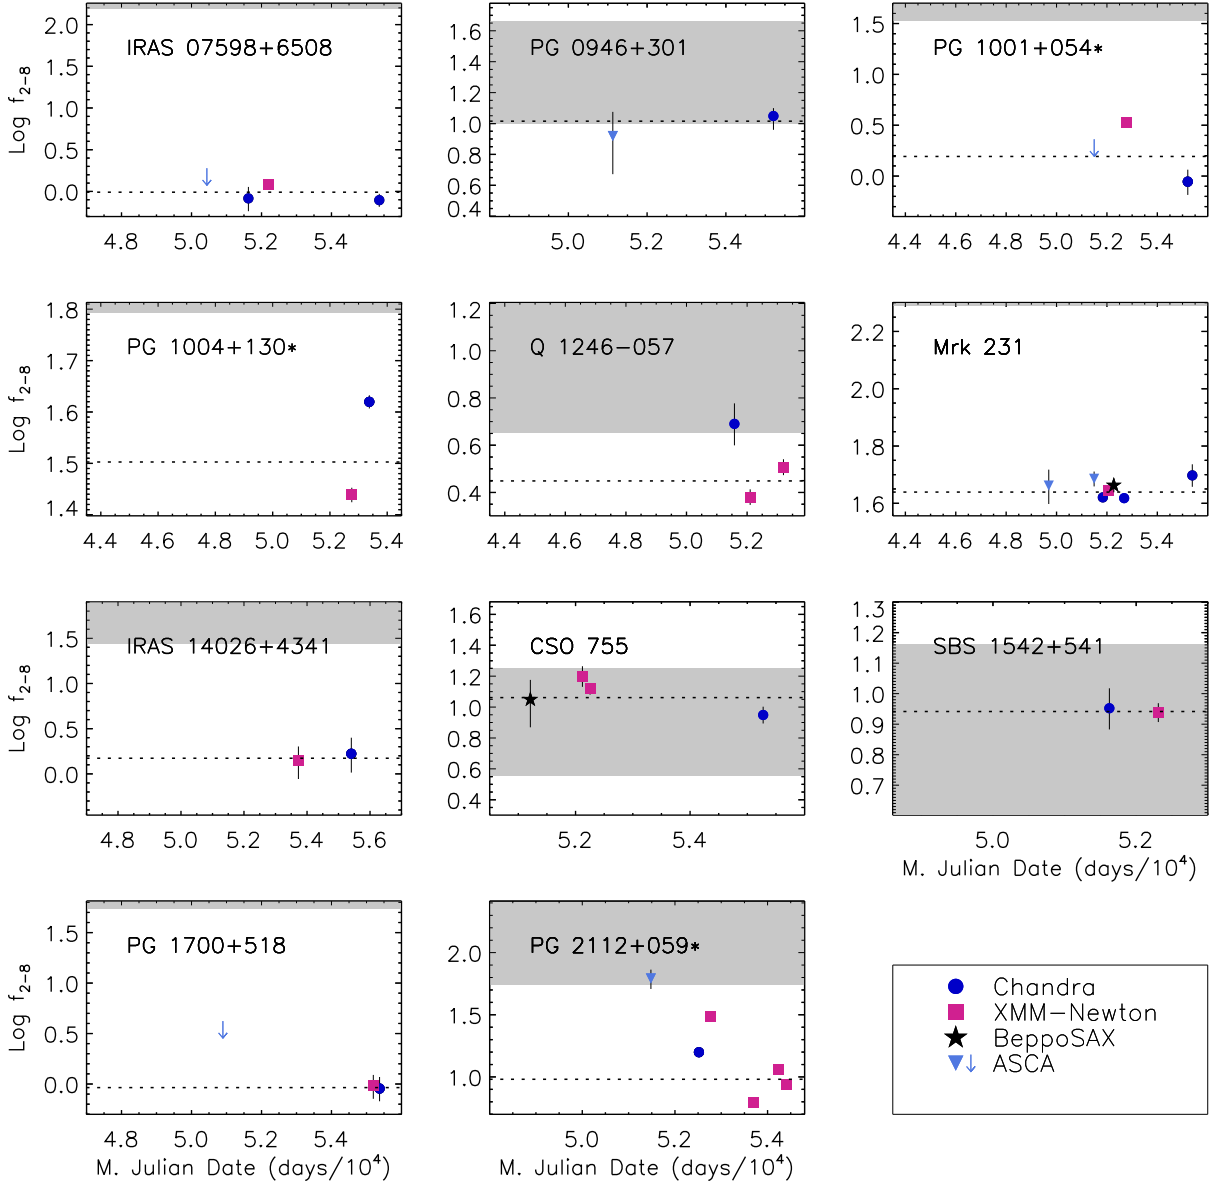 IRAS 07598+6508
Log f2-8
2.0
1.5
1.0
0.5
0.0
4.8 5.0 5.2 5.4
PG 0946+301
1.6
1.4
1.2
1.0
0.8
0.6
0.4
5.0 5.2 5.4
PG 1001+054*
1.5
1.0
0.5
0.0
4.4 4.6 4.8 5.0 5.2 5.4
PG 1004+130*
Log f2-8
1.8
1.7
1.6
1.5
1.4
4.4 4.6 4.8 5.0 5.2 5.4
Q 1246-057
1.2
1.0
0.8
0.6
0.4
4.4 4.6 4.8 5.0 5.2
Mrk 231
2.2
2.0
1.8
1.6
4.4 4.6 4.8 5.0 5.2 5.4
IRAS 14026+4341
Log f2-8
1.5
1.0
0.5
0.0
4.8 5.0 5.2 5.4 5.6
CSO 755
1.6
1.4
1.2
1.0
0.8
0.6
0.4
5.2 5.4
SBS 1542+541
1.3
1.2
1.1
1.0
0.9
0.8
0.7
5.0 5.2
M. Julian Date (days/10⁴)
PG 1700+518
Log f2-8
1.5
1.0
0.5
0.0
4.8 5.0 5.2 5.4
M. Julian Date (days/10⁴)
PG 2112+059*
2.0
1.5
1.0
5.0 5.2 5.4
M. Julian Date (days/10⁴)
Chandra
XMM-Newton
BeppoSAX
ASCA